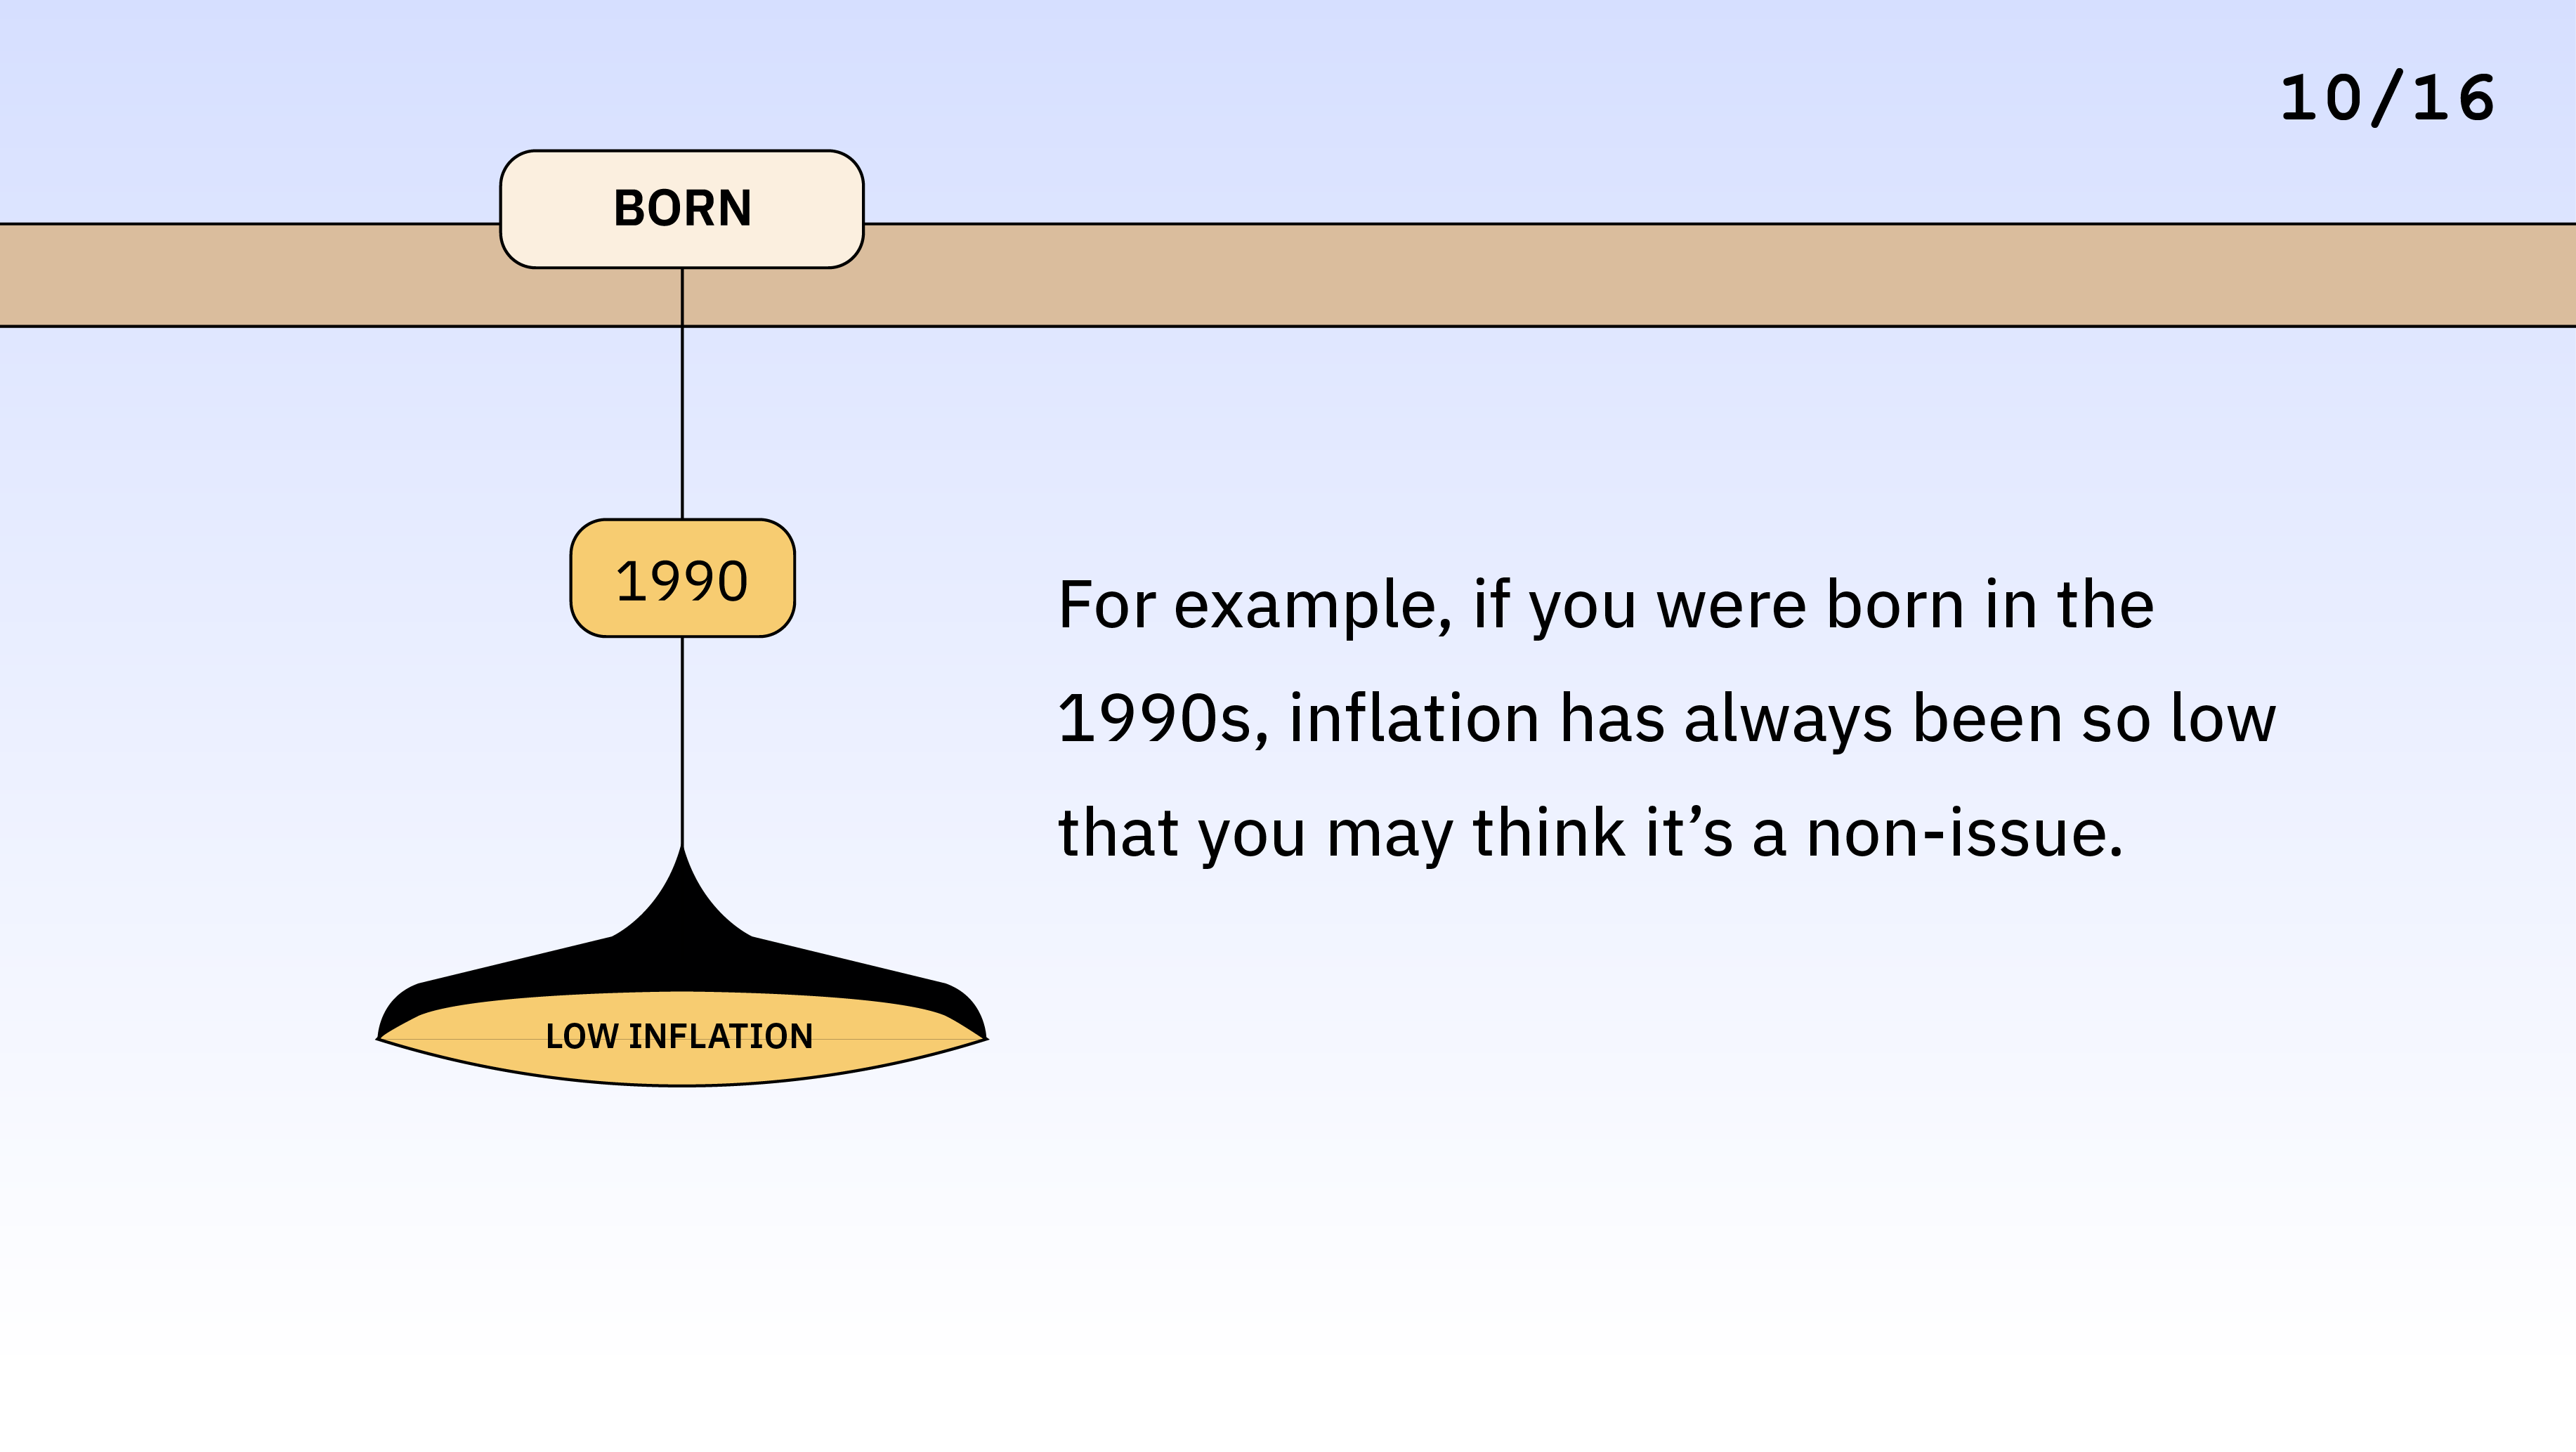 10/16
BORN
1990
For example, if you were born in the
1990s, inflation has always been so low
that you may think it’s a non-issue.
LOW INFLATION